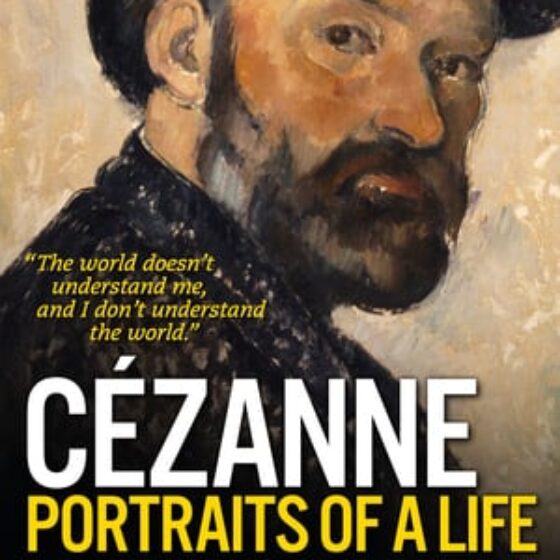 “The world doesn’t
understand me,
and I don’t understand
the world.”
CÉZANNE
PORTRAITS OF A LIFE